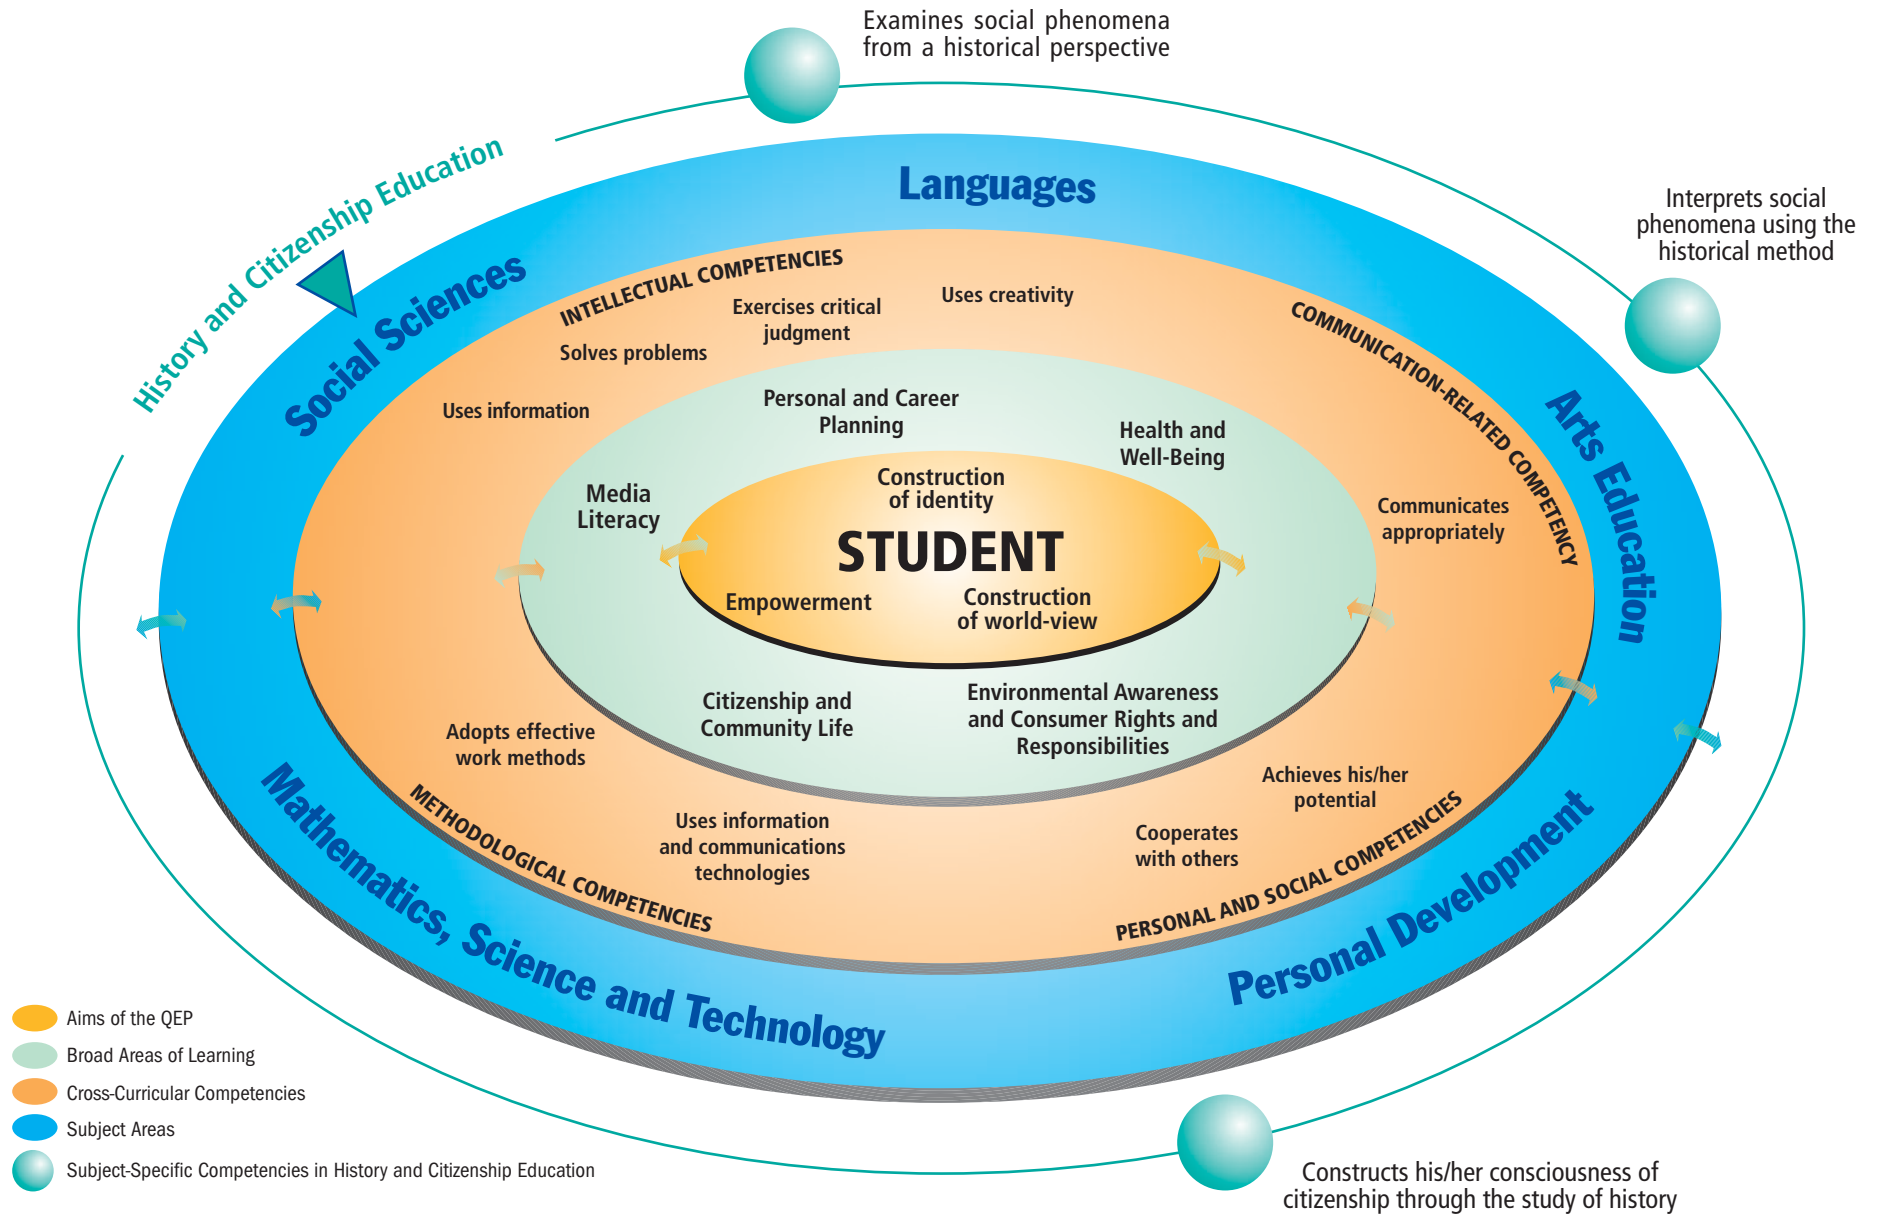 Examines social phenomena
from a historical perspective
History and Citizenship Education
Interprets social
phenomena using the
historical method
Languages
Social Sciences
Arts Education
Mathematics, Science and Technology
Personal Development
INTELLECTUAL COMPETENCIES
Uses creativity
Exercises critical
judgment
Solves problems
Uses information
COMMUNICATION-RELATED COMPETENCY
Communicates
appropriately
Personal and Career
Planning
Health and
Well-Being
Media
Literacy
Construction
of identity
STUDENT
Empowerment
Construction
of world-view
Citizenship and
Community Life
Environmental Awareness
and Consumer Rights and
Responsibilities
Adopts effective
work methods
METHODOLOGICAL COMPETENCIES
Uses information
and communications
technologies
Achieves his/her
potential
Cooperates
with others
PERSONAL AND SOCIAL COMPETENCIES
Aims of the QEP
Broad Areas of Learning
Cross-Curricular Competencies
Subject Areas
Subject-Specific Competencies in History and Citizenship Education
Constructs his/her consciousness of
citizenship through the study of history